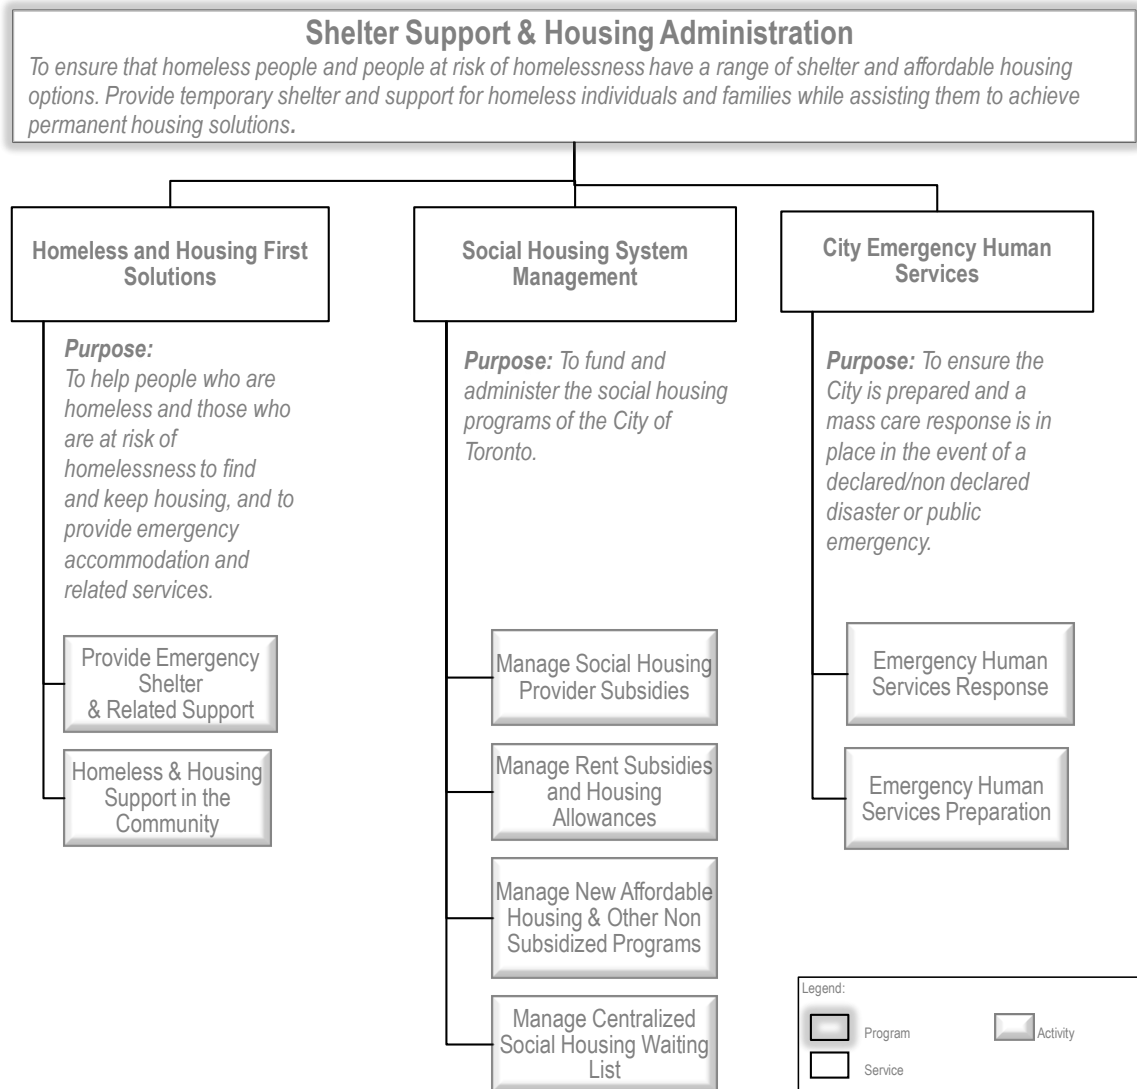 Shelter Support & Housing Administration
To ensure that homeless people and people at risk of homelessness have a range of shelter and affordable housing
options. Provide temporary shelter and support for homeless individuals and families while assisting them to achieve
permanent housing solutions.
Homeless and Housing First
Solutions
Purpose:
To help people who are
homeless and those who
are at risk of
homelessness to find
and keep housing, and to
provide emergency
accommodation and
related services.
Provide Emergency
Shelter
& Related Support
Homeless & Housing
Support in the
Community
Social Housing System
Management
Purpose: To fund and
administer the social housing
programs of the City of
Toronto.
Manage Social Housing
Provider Subsidies
Manage Rent Subsidies
and Housing
Allowances
Manage New Affordable
Housing & Other Non
Subsidized Programs
Manage Centralized
Social Housing Waiting
List
City Emergency Human
Services
Purpose: To ensure the
City is prepared and a
mass care response is in
place in the event of a
declared/non declared
disaster or public
emergency.
Emergency Human
Services Response
Emergency Human
Services Preparation
Legend:
Program
Activity
Service